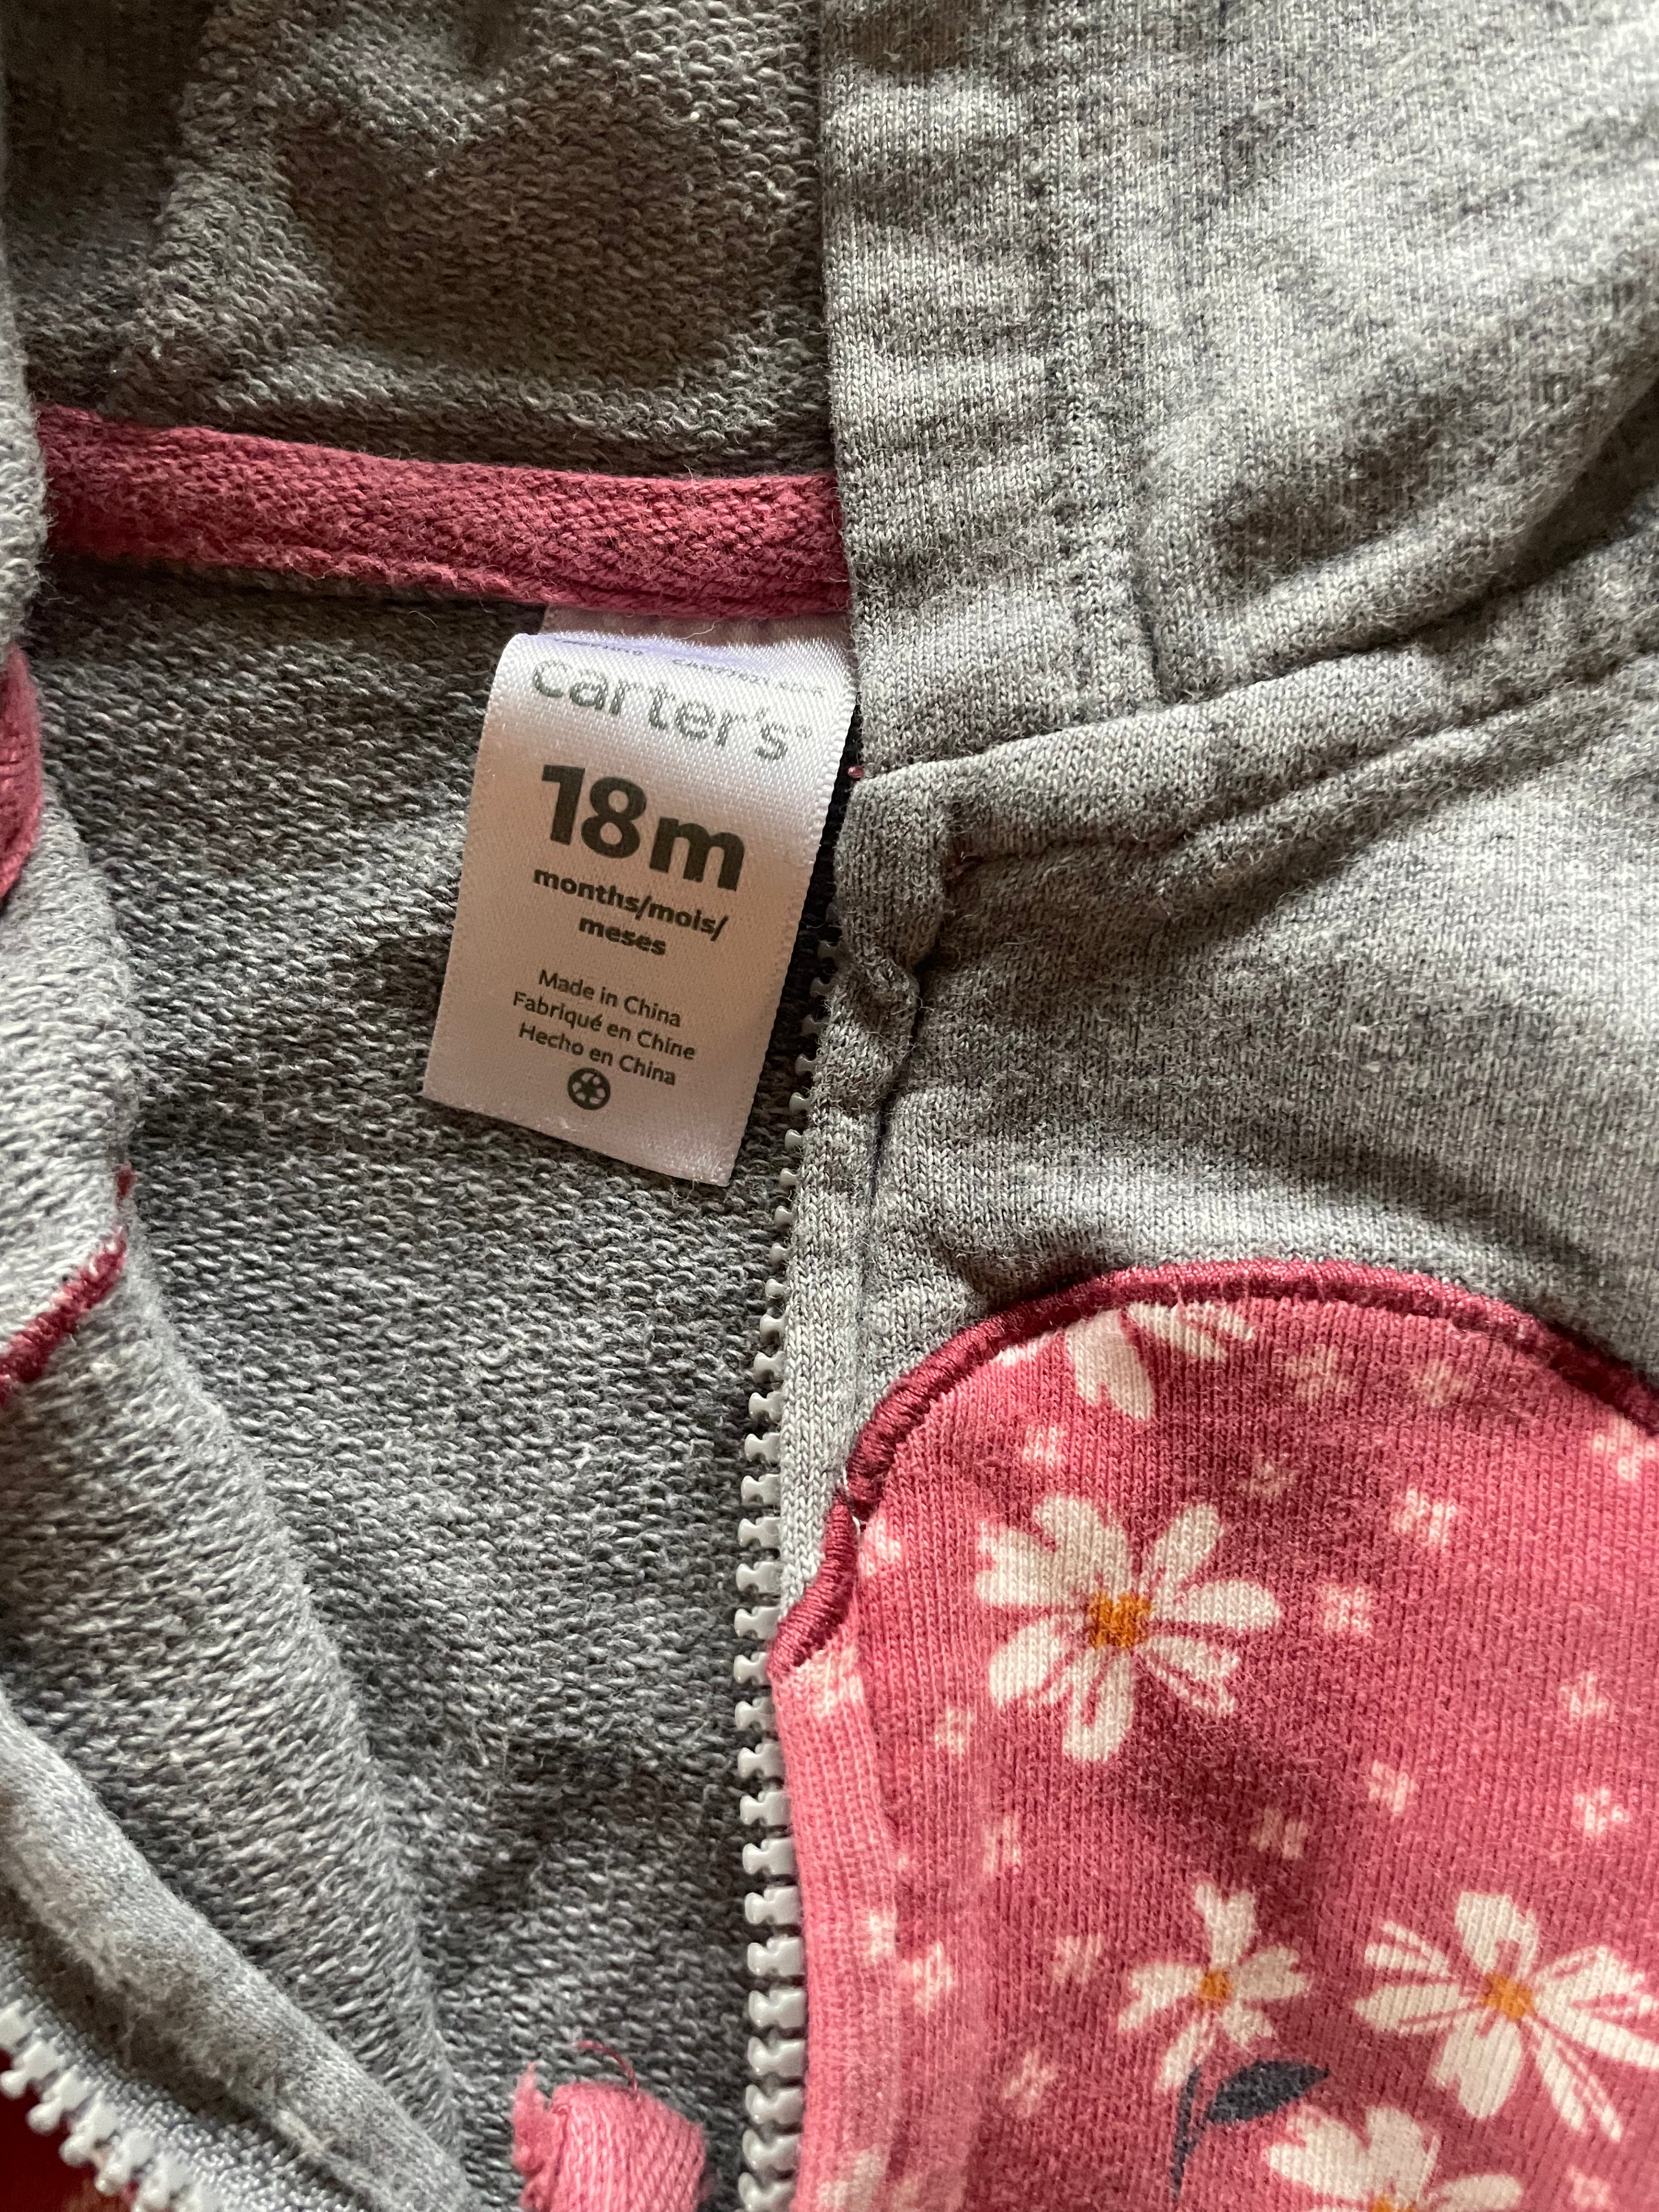 carter's®
18m
months/mois/
meses
Made in China
Fabriqué en Chine
Hecho en China